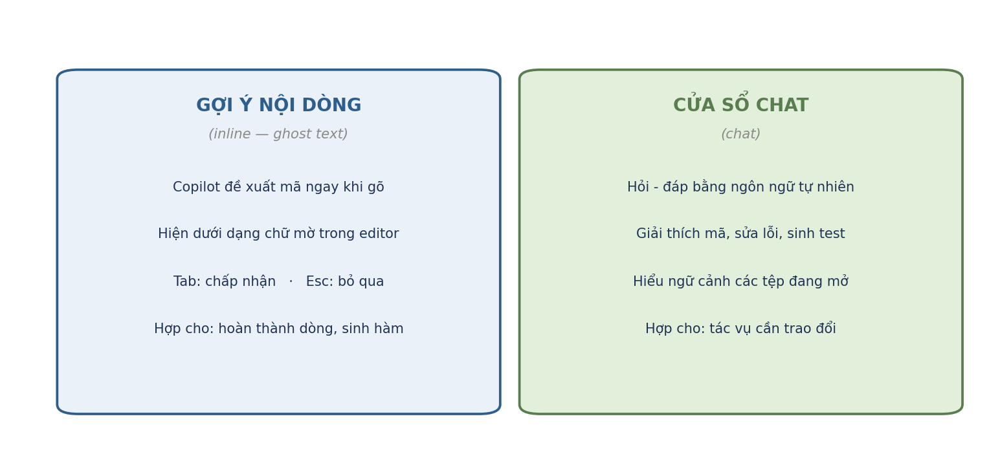 GỢI Ý NỘI DÒNG
(inline — ghost text)
Copilot đề xuất mã ngay khi gõ
Hiện dưới dạng chữ mờ trong editor
Tab: chấp nhận · Esc: bỏ qua
Hợp cho: hoàn thành dòng, sinh hàm
CỬA SỔ CHAT
(chat)
Hỏi - đáp bằng ngôn ngữ tự nhiên
Giải thích mã, sửa lỗi, sinh test
Hiểu ngữ cảnh các tệp đang mở
Hợp cho: tác vụ cần trao đổi